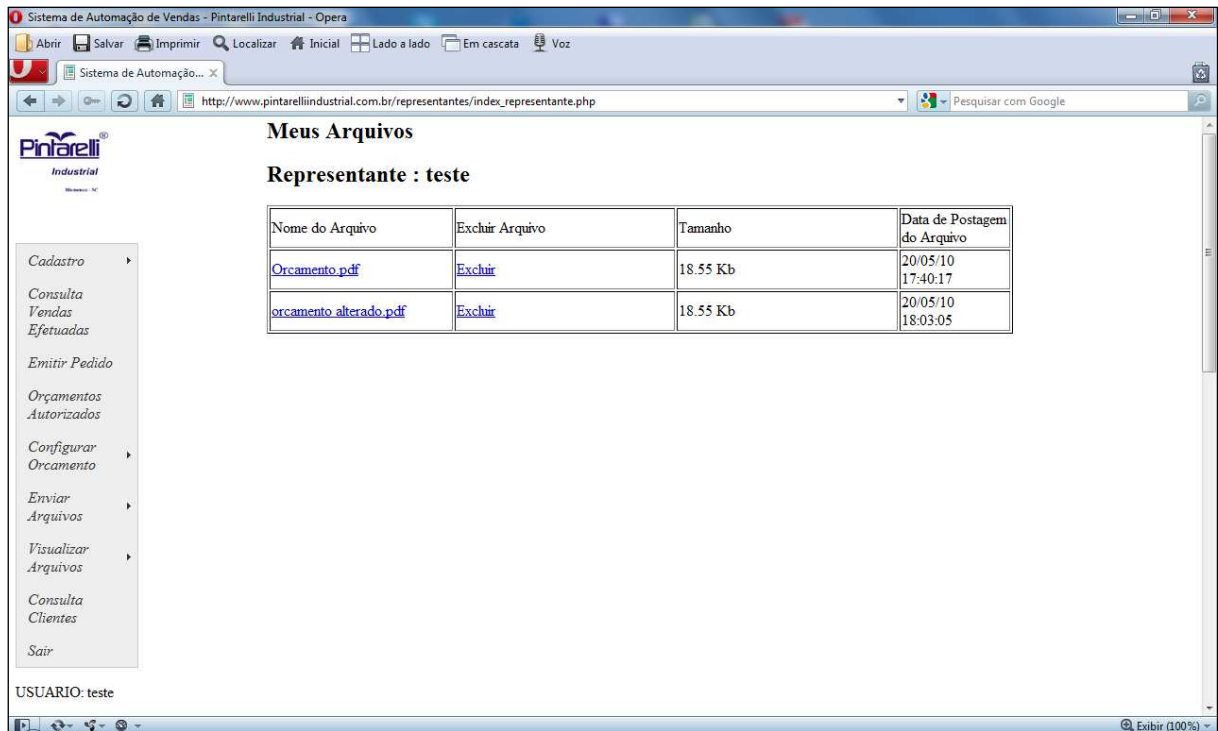 Sistema de Automação de Vendas - Pintarelli Industrial - Opera
Abrir Salvar Imprimir Localizar Inicial Lado a lado Em cascata Voz
Sistema de Automação...
http://www.pintarelliindustrial.com.br/representantes/index_representante.php
Pesquisar com Google
Pintarelli®
Industrial
Meus Arquivos
Representante : teste
Nome do Arquivo Excluir Arquivo Tamanho Data de Postagem
do Arquivo
Orcamento.pdf Excluir 18.55 Kb 20/05/10
17:40:17
orcamento alterado.pdf Excluir 18.55 Kb 20/05/10
18:03:05
Cadastro
Consulta
Vendas
Efetuadas
Emitir Pedido
Orçamentos
Autorizados
Configurar
Orcamento
Enviar
Arquivos
Visualizar
Arquivos
Consulta
Clientes
Sair
USUARIO: teste
Exibir (100%)